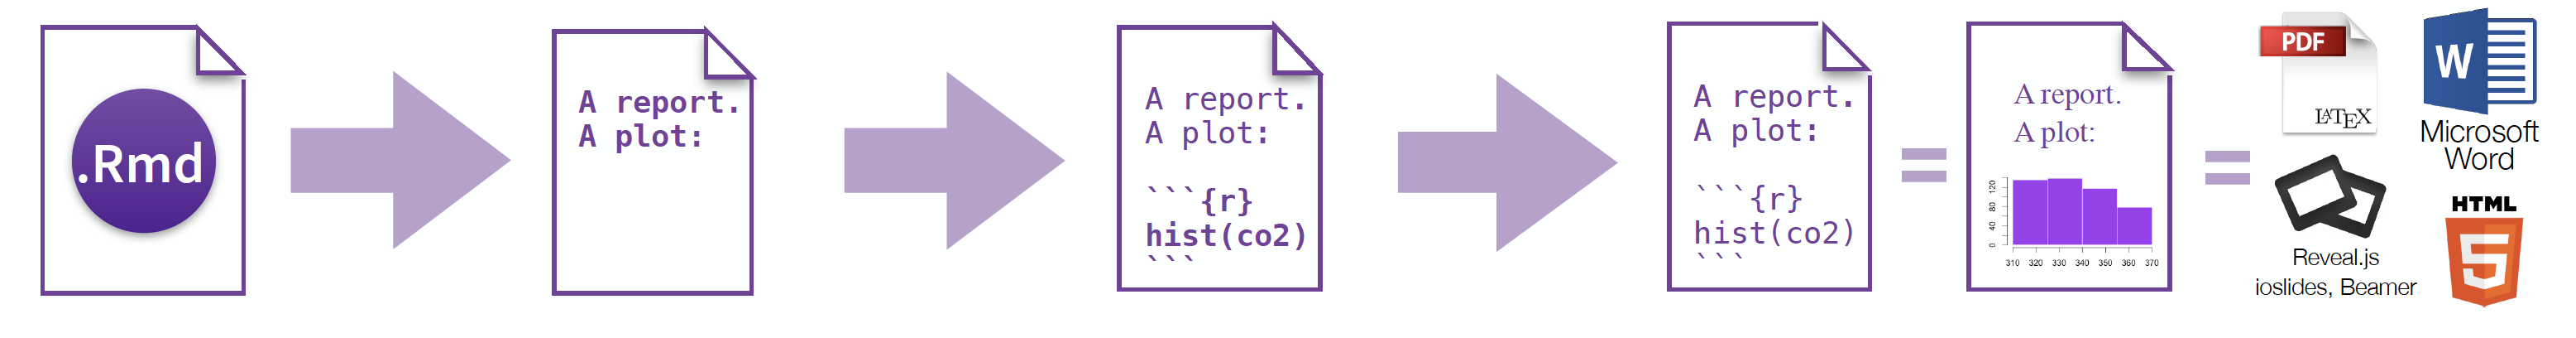 .Rmd
A report.
A plot:
A report.
A plot:
```{r}
hist(co2)
```
A report.
A plot:
```{r}
hist(co2)
```
A report.
A plot:
120
80
40
0
310 320 330 340 350 360 370
PDF
LATEX
W
Microsoft
Word
Reveal.js
ioslides, Beamer
HTML
5